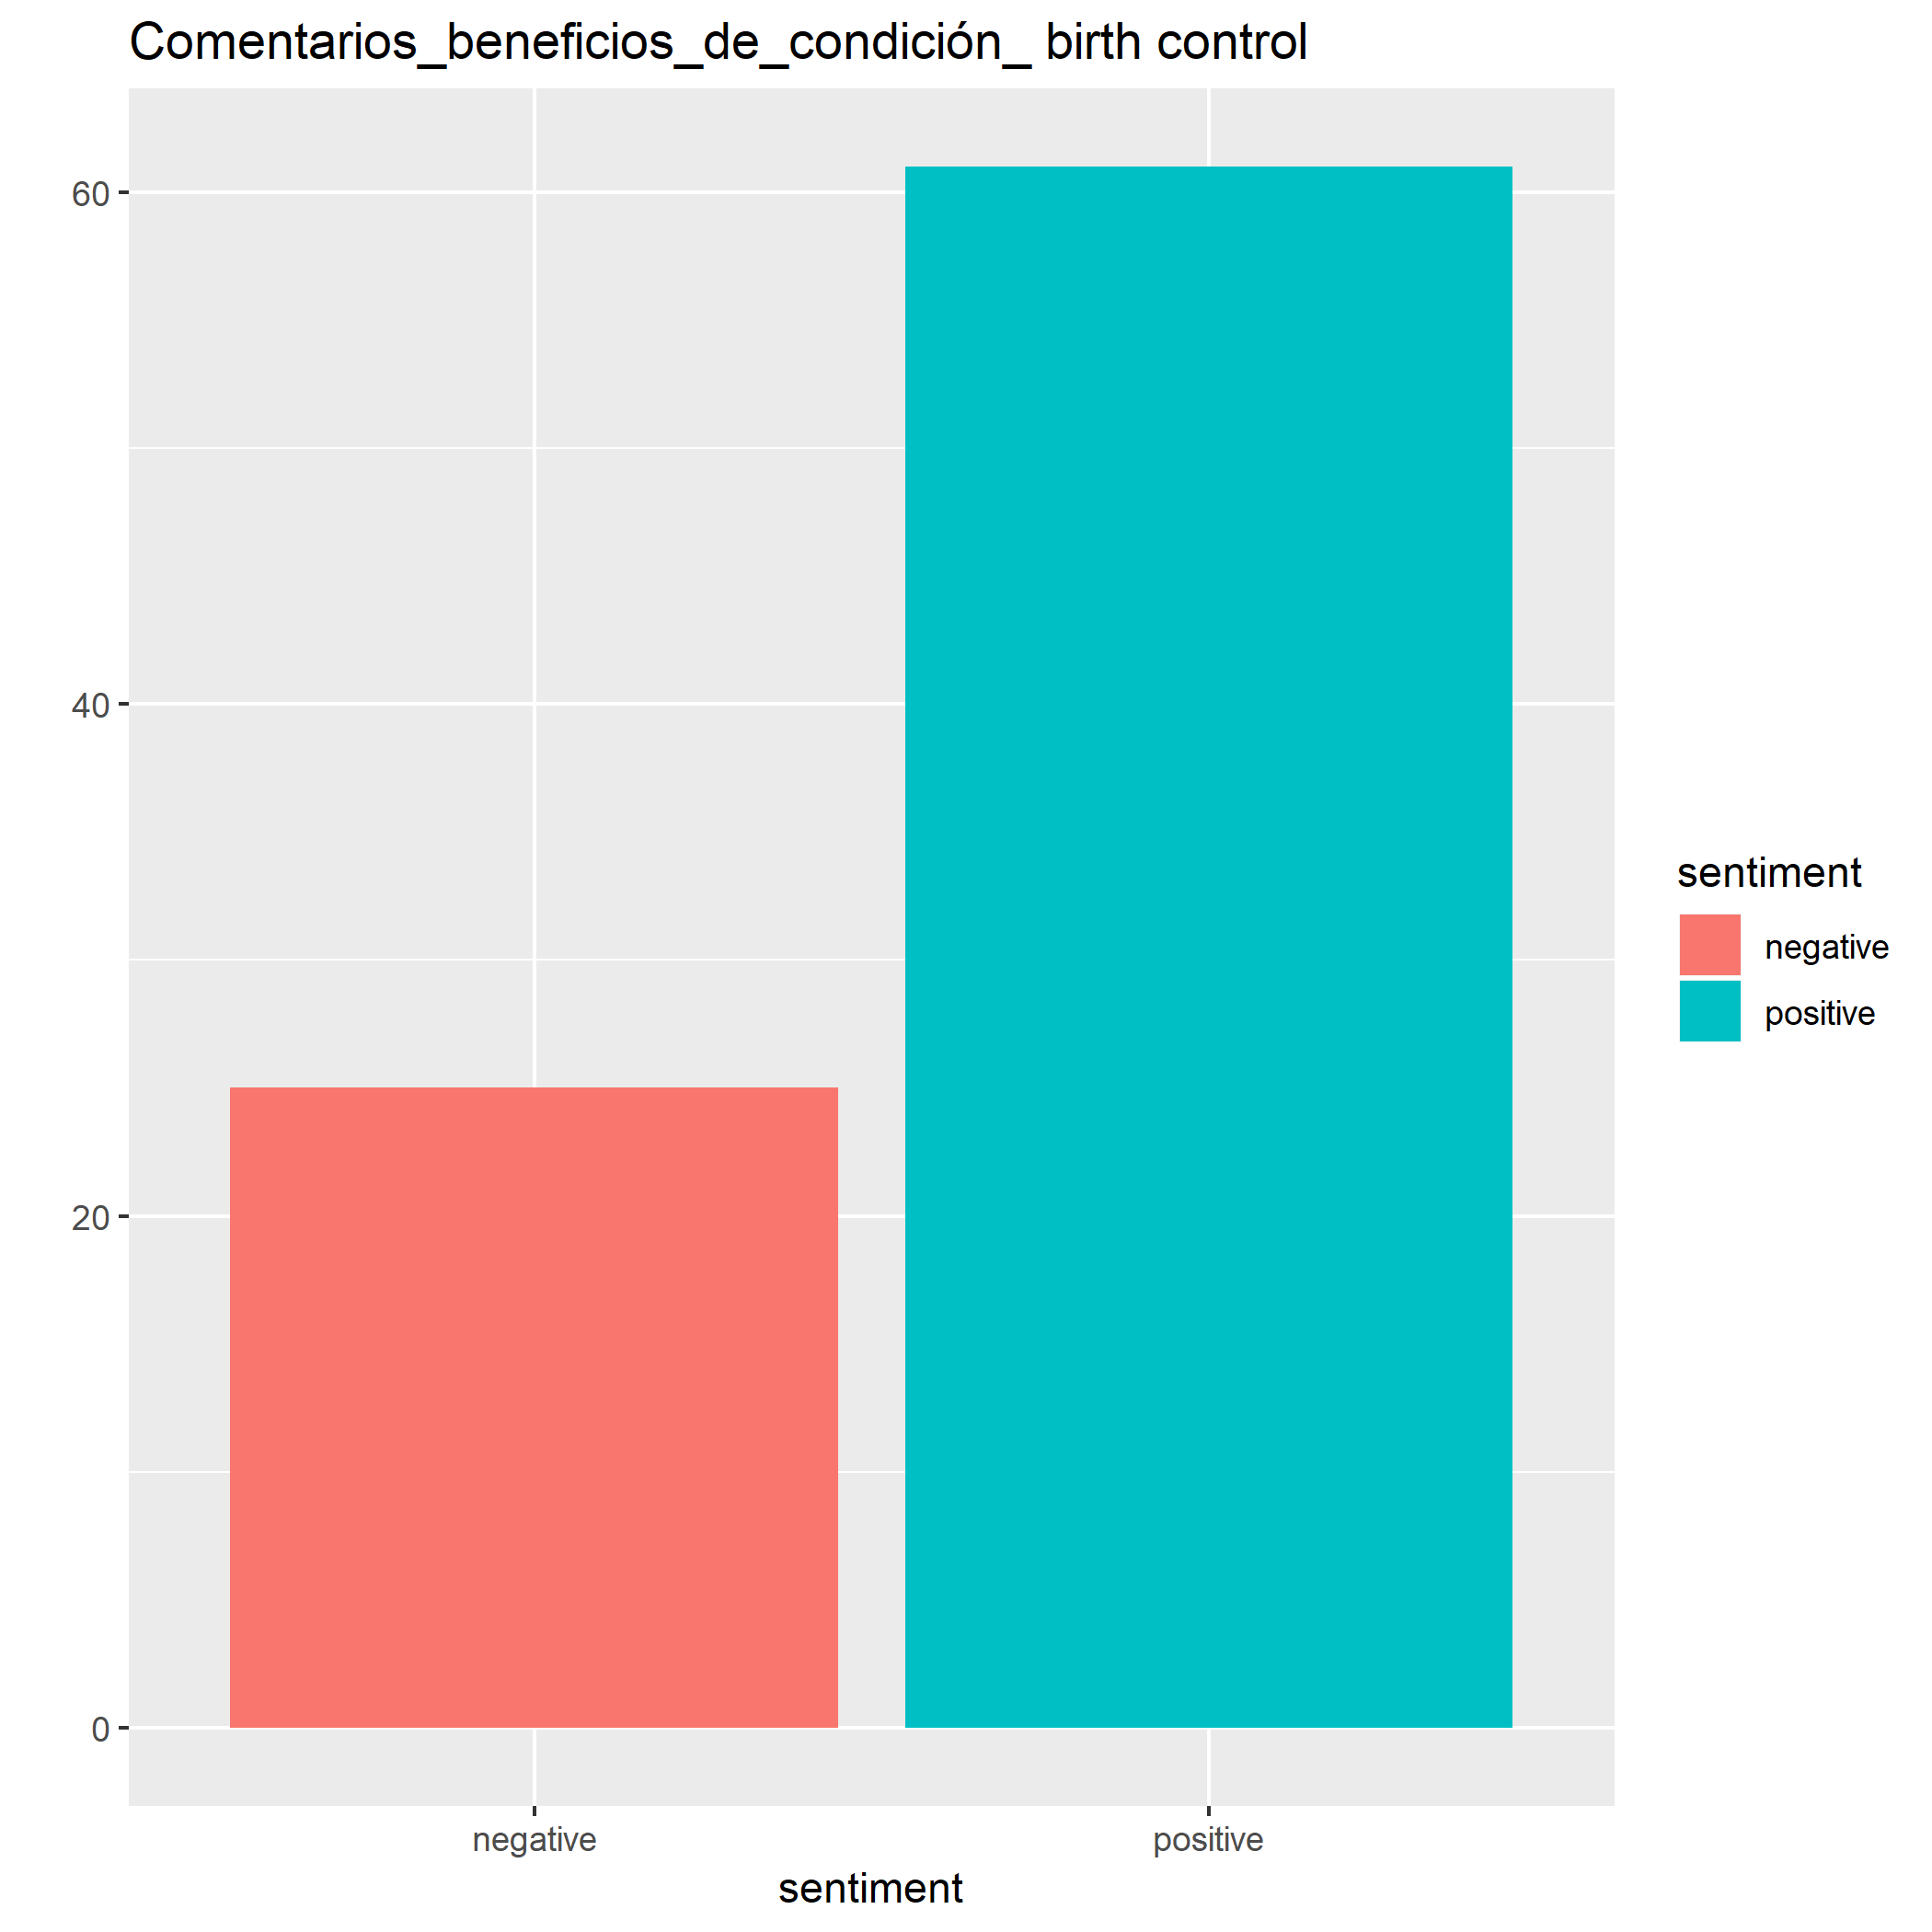 Comentarios_beneficios_de_condición_ birth control
60
40
20
0
negative
positive
sentiment
sentiment
negative
positive